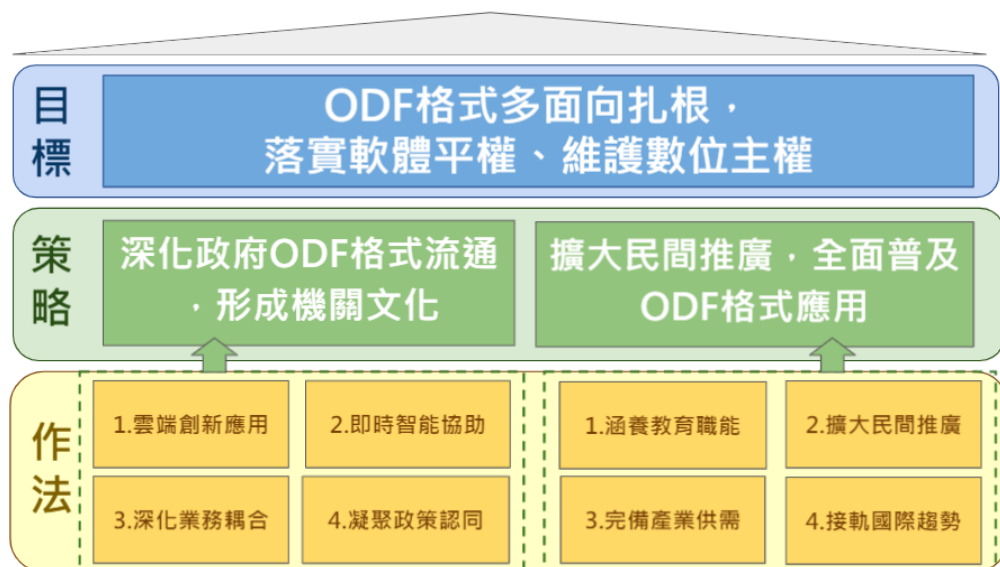 目標
ODF格式多面向扎根，
落實軟體平權、維護數位主權
策略
深化政府ODF格式流通
，形成機關文化
擴大民間推廣，全面普及
ODF格式應用
作法
1.雲端創新應用
2.即時智能協助
3.深化業務耦合
4.凝聚政策認同
1.涵養教育職能
2.擴大民間推廣
3.完備產業供需
4.接軌國際趨勢